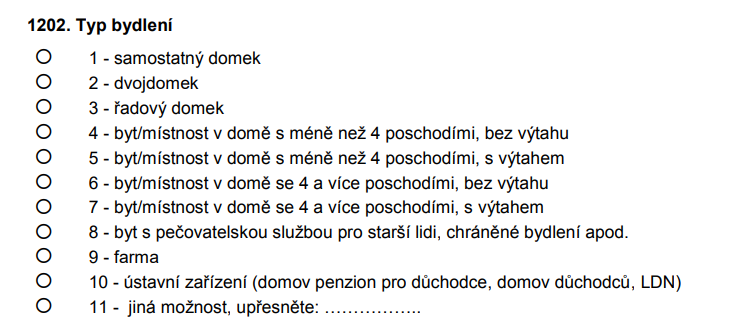 1202. Typ bydlení
1 - samostatný domek
2 - dvojdomek
3 - řadový domek
4 - byt/místnost v domě s méně než 4 poschodími, bez výtahu
5 - byt/místnost v domě s méně než 4 poschodími, s výtahem
6 - byt/místnost v domě se 4 a více poschodími, bez výtahu
7 - byt/místnost v domě se 4 a více poschodími, s výtahem
8 - byt s pečovatelskou službou pro starší lidi, chráněné bydlení apod.
9 - farma
10 - ústavní zařízení (domov penzion pro důchodce, domov důchodců, LDN)
11 -  jiná možnost, upřesněte: ……………..